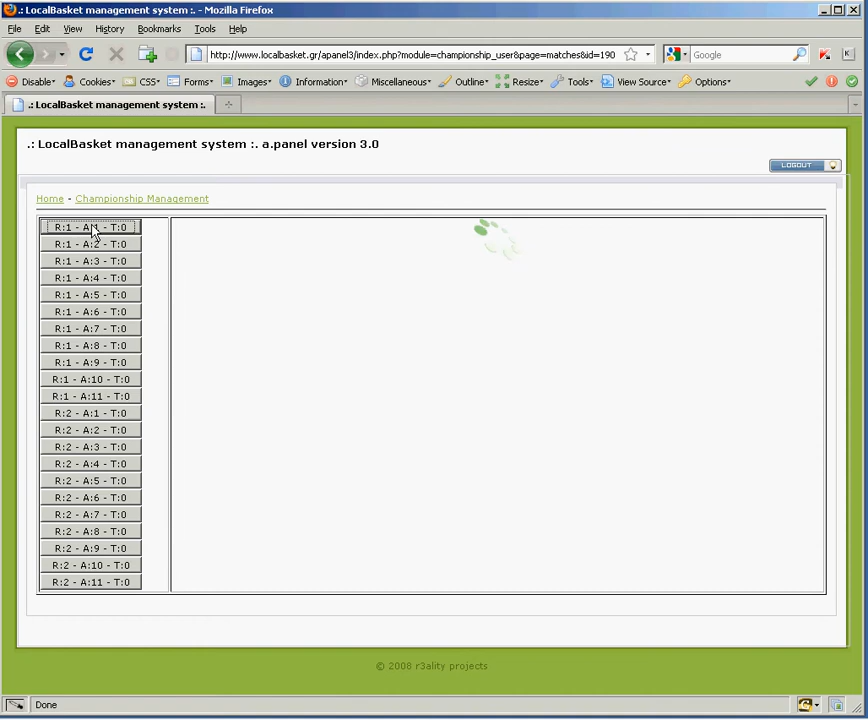 .: LocalBasket management system :. - Mozilla Firefox
File Edit View History Bookmarks Tools Help
http://www.localbasket.gr/apanel3/index.php?module=championship_user&page=matches&id=190 Google
Disable Cookies CSS Forms Images Information Miscellaneous Outline Resize Tools View Source Options
.: LocalBasket management system :.
.: LocalBasket management system :. a.panel version 3.0
LOGOUT
Home - Championship Management
R:1 - A:1 - T:0
R:1 - A:2 - T:0
R:1 - A:3 - T:0
R:1 - A:4 - T:0
R:1 - A:5 - T:0
R:1 - A:6 - T:0
R:1 - A:7 - T:0
R:1 - A:8 - T:0
R:1 - A:9 - T:0
R:1 - A:10 - T:0
R:1 - A:11 - T:0
R:2 - A:1 - T:0
R:2 - A:2 - T:0
R:2 - A:3 - T:0
R:2 - A:4 - T:0
R:2 - A:5 - T:0
R:2 - A:6 - T:0
R:2 - A:7 - T:0
R:2 - A:8 - T:0
R:2 - A:9 - T:0
R:2 - A:10 - T:0
R:2 - A:11 - T:0
© 2008 r3ality projects
Done